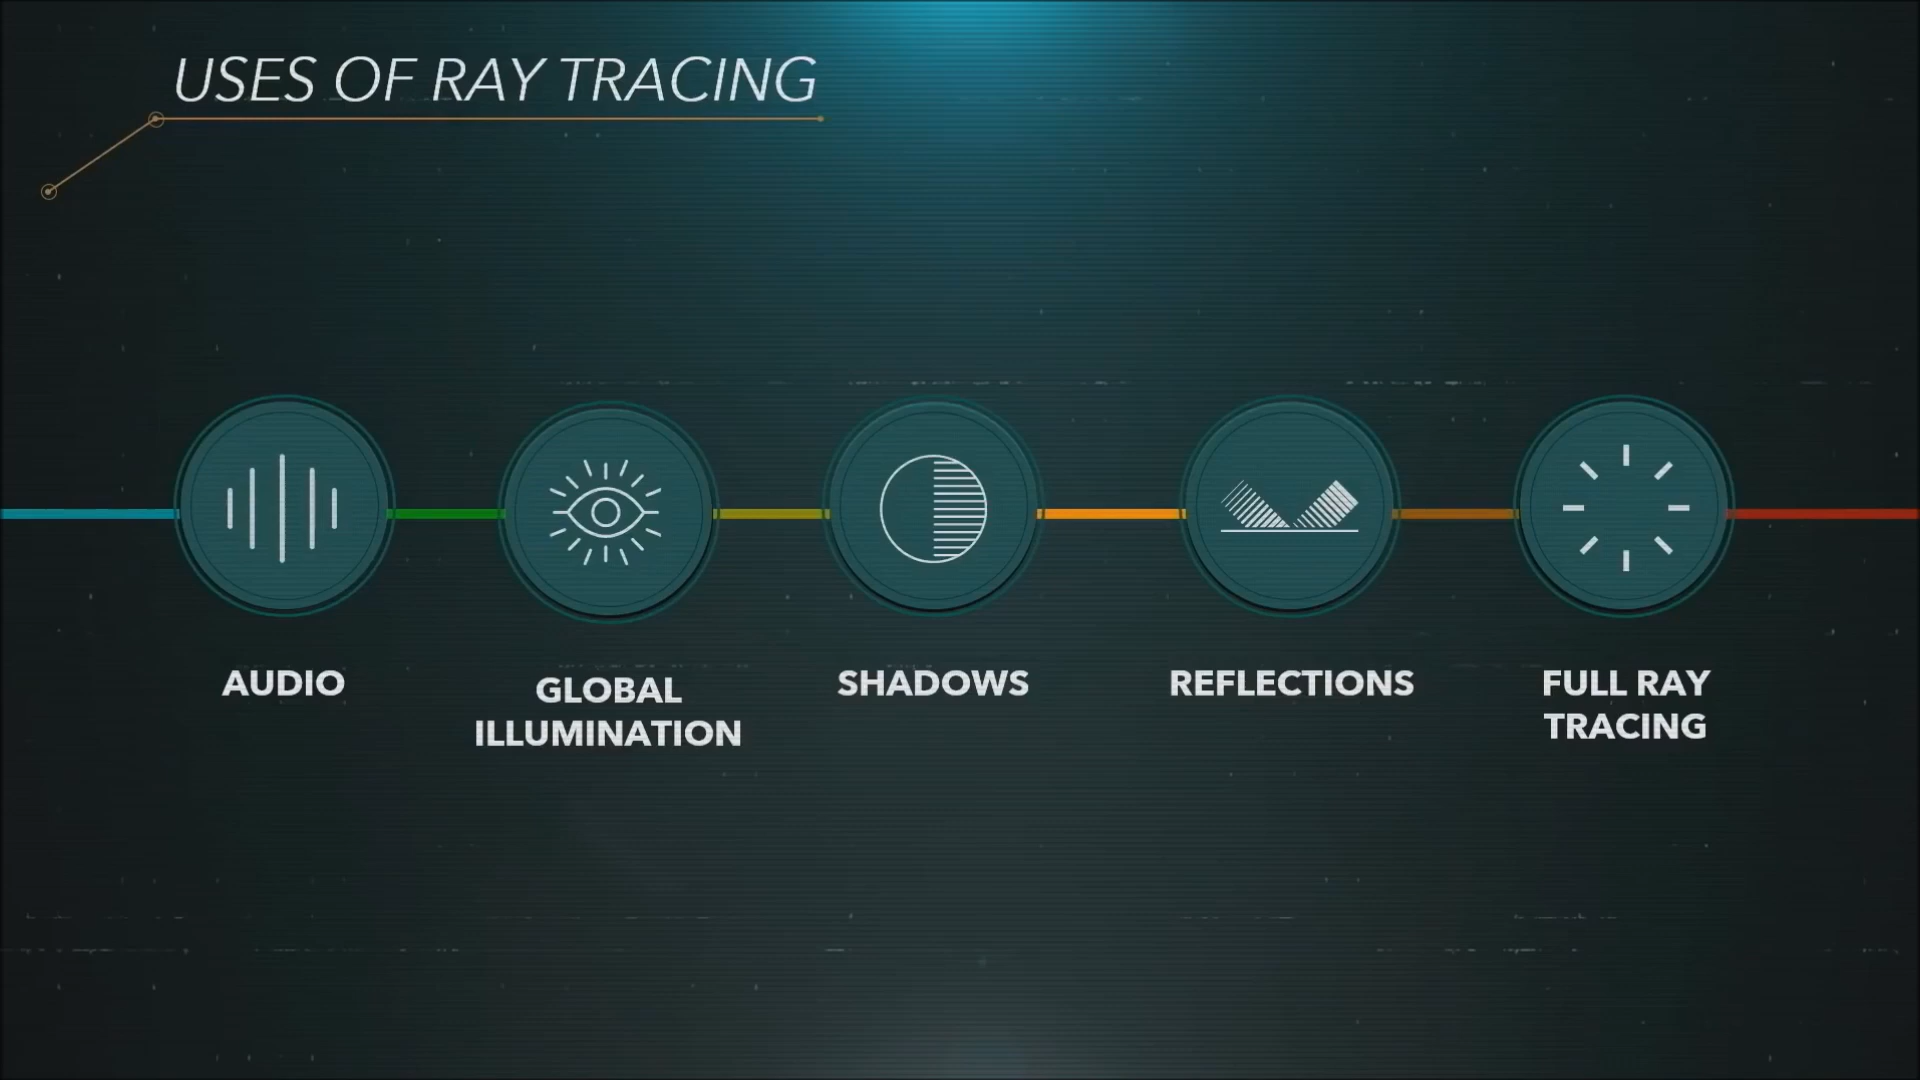 USES OF RAY TRACING
AUDIO
GLOBAL
ILLUMINATION
SHADOWS
REFLECTIONS
FULL RAY
TRACING